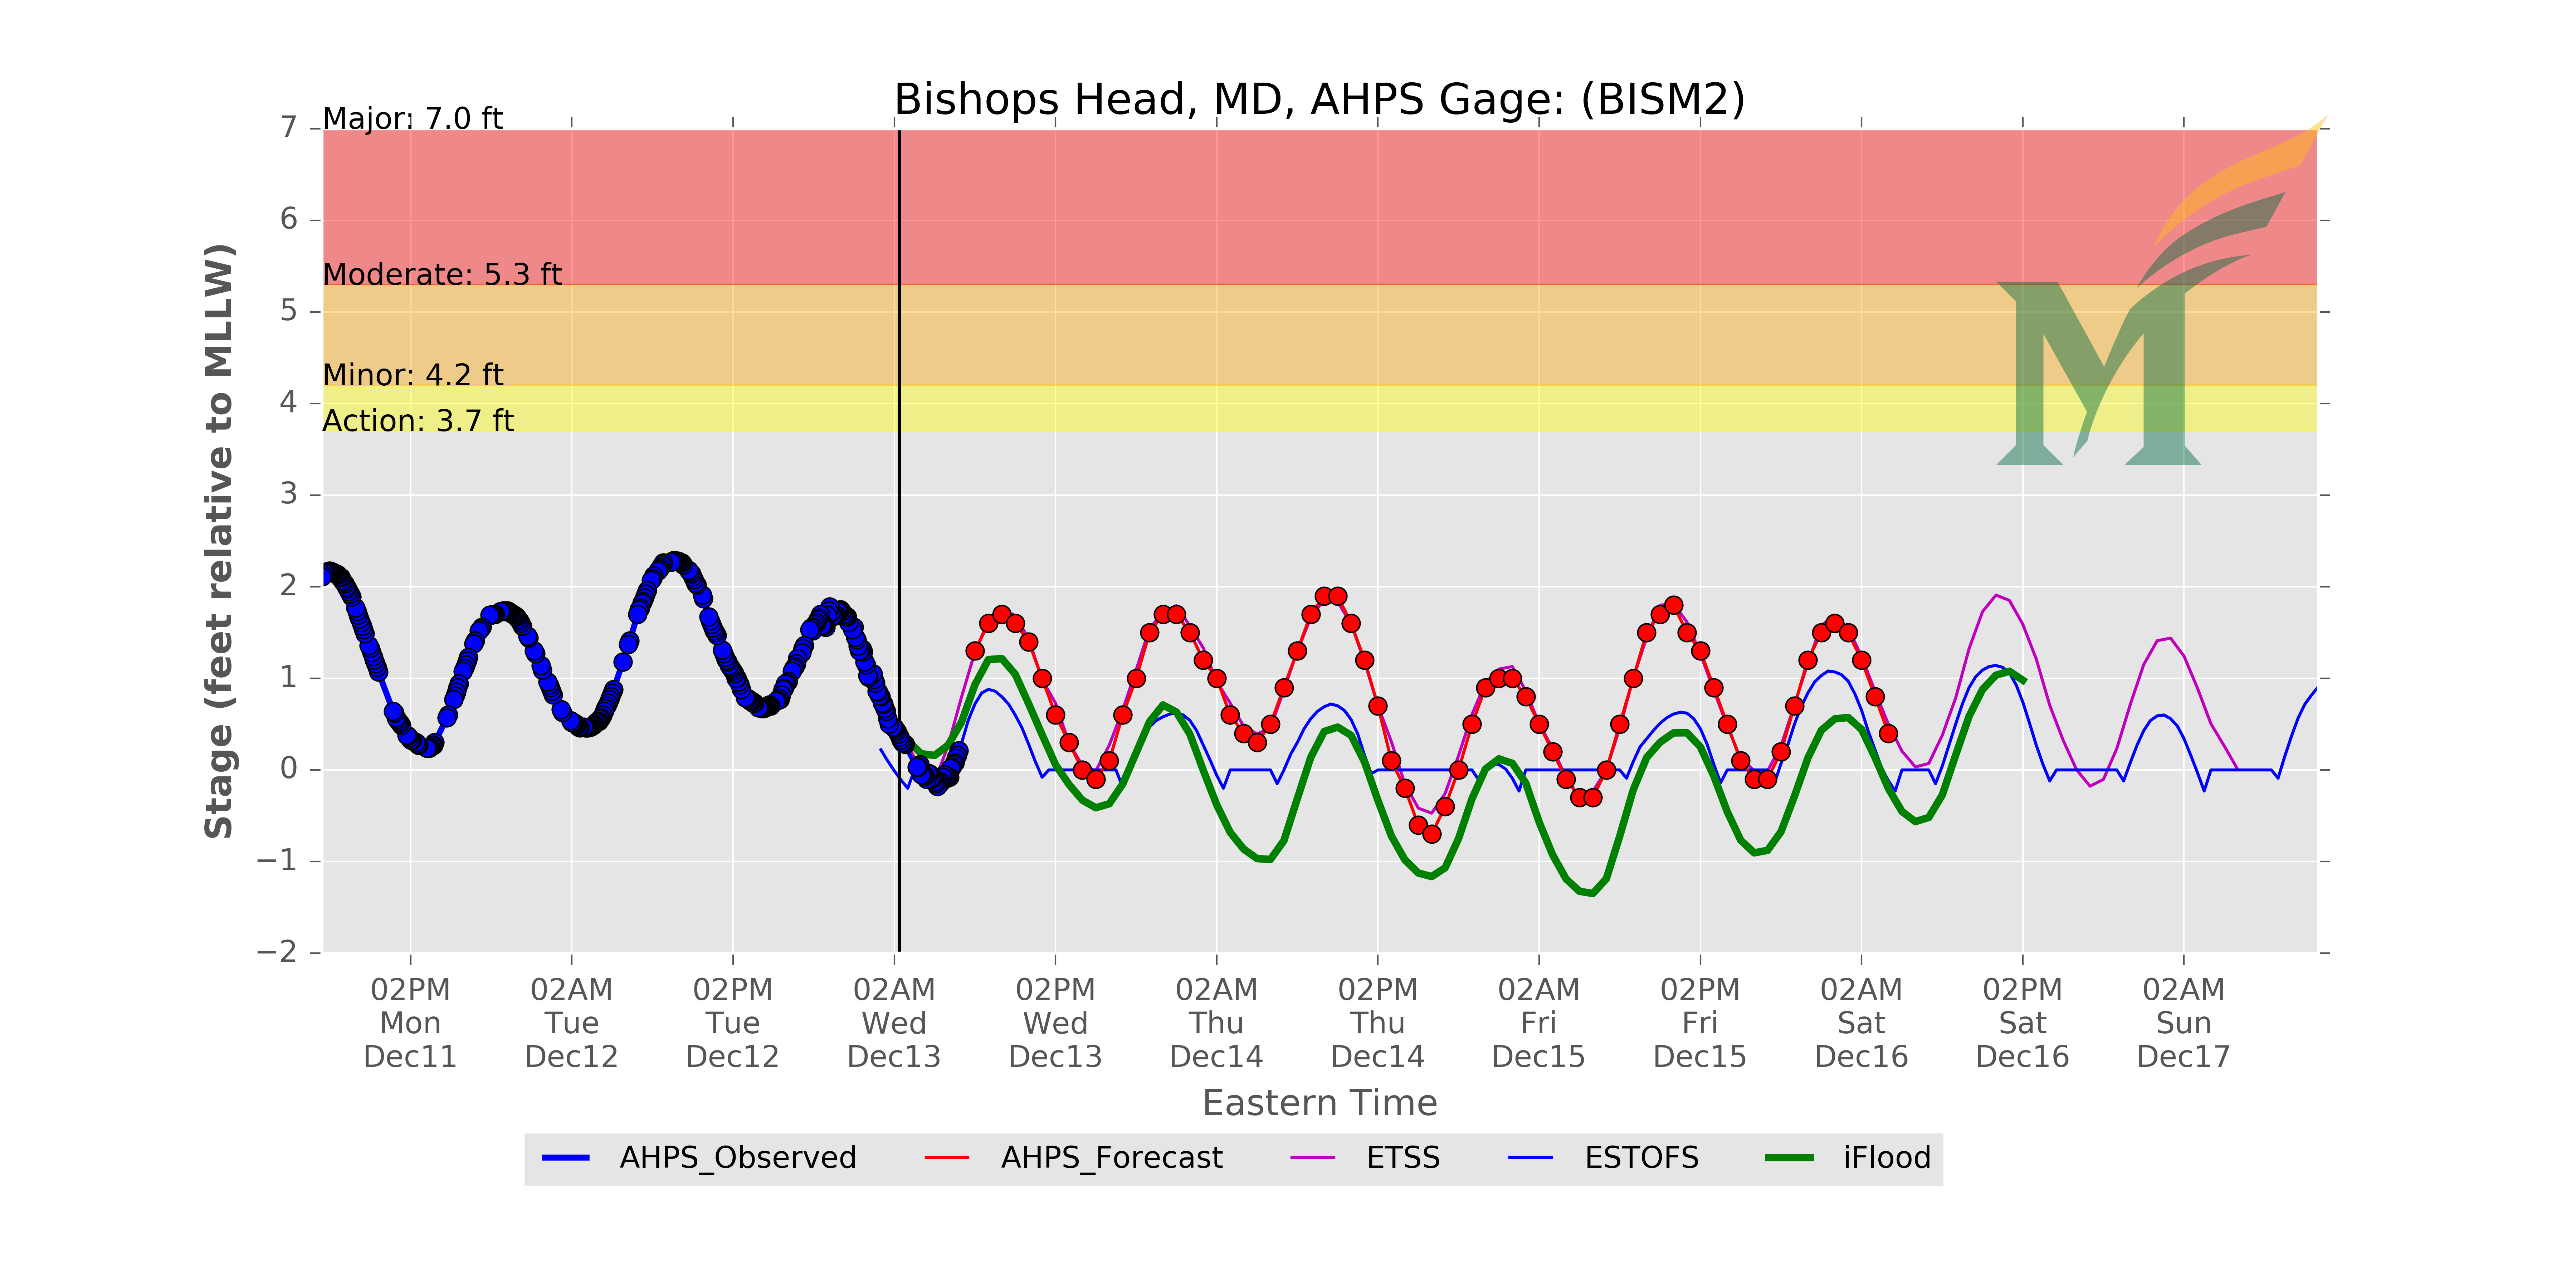 Bishops Head, MD, AHPS Gage: (BISM2)
Major: 7.0 ft
Moderate: 5.3 ft
Minor: 4.2 ft
Action: 3.7 ft
Stage (feet relative to MLLW)
7
6
5
4
3
2
1
0
−1
−2
02PM 02AM 02PM 02AM 02PM 02AM 02PM 02AM 02PM 02AM 02PM 02AM
Mon Tue Tue Wed Wed Thu Thu Fri Fri Sat Sat Sun
Dec11 Dec12 Dec12 Dec13 Dec13 Dec14 Dec14 Dec15 Dec15 Dec16 Dec16 Dec17
Eastern Time
AHPS_Observed AHPS_Forecast ETSS ESTOFS iFlood
M